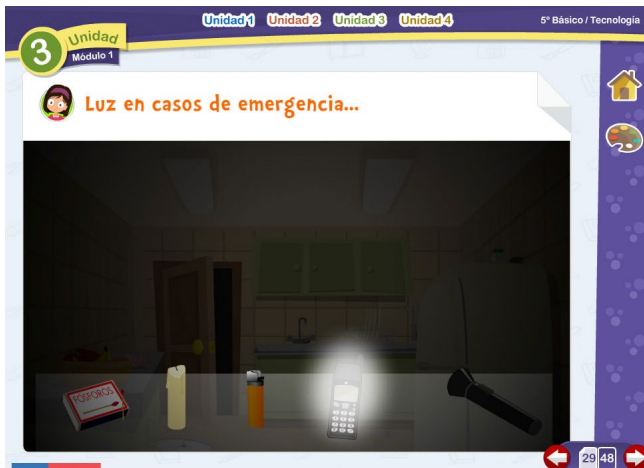 Unidad 1 Unidad 2 Unidad 3 Unidad 4
5º Básico / Tecnología
3 Unidad
Módulo 1
Luz en casos de emergencia...
FÓSFOROS
29 48